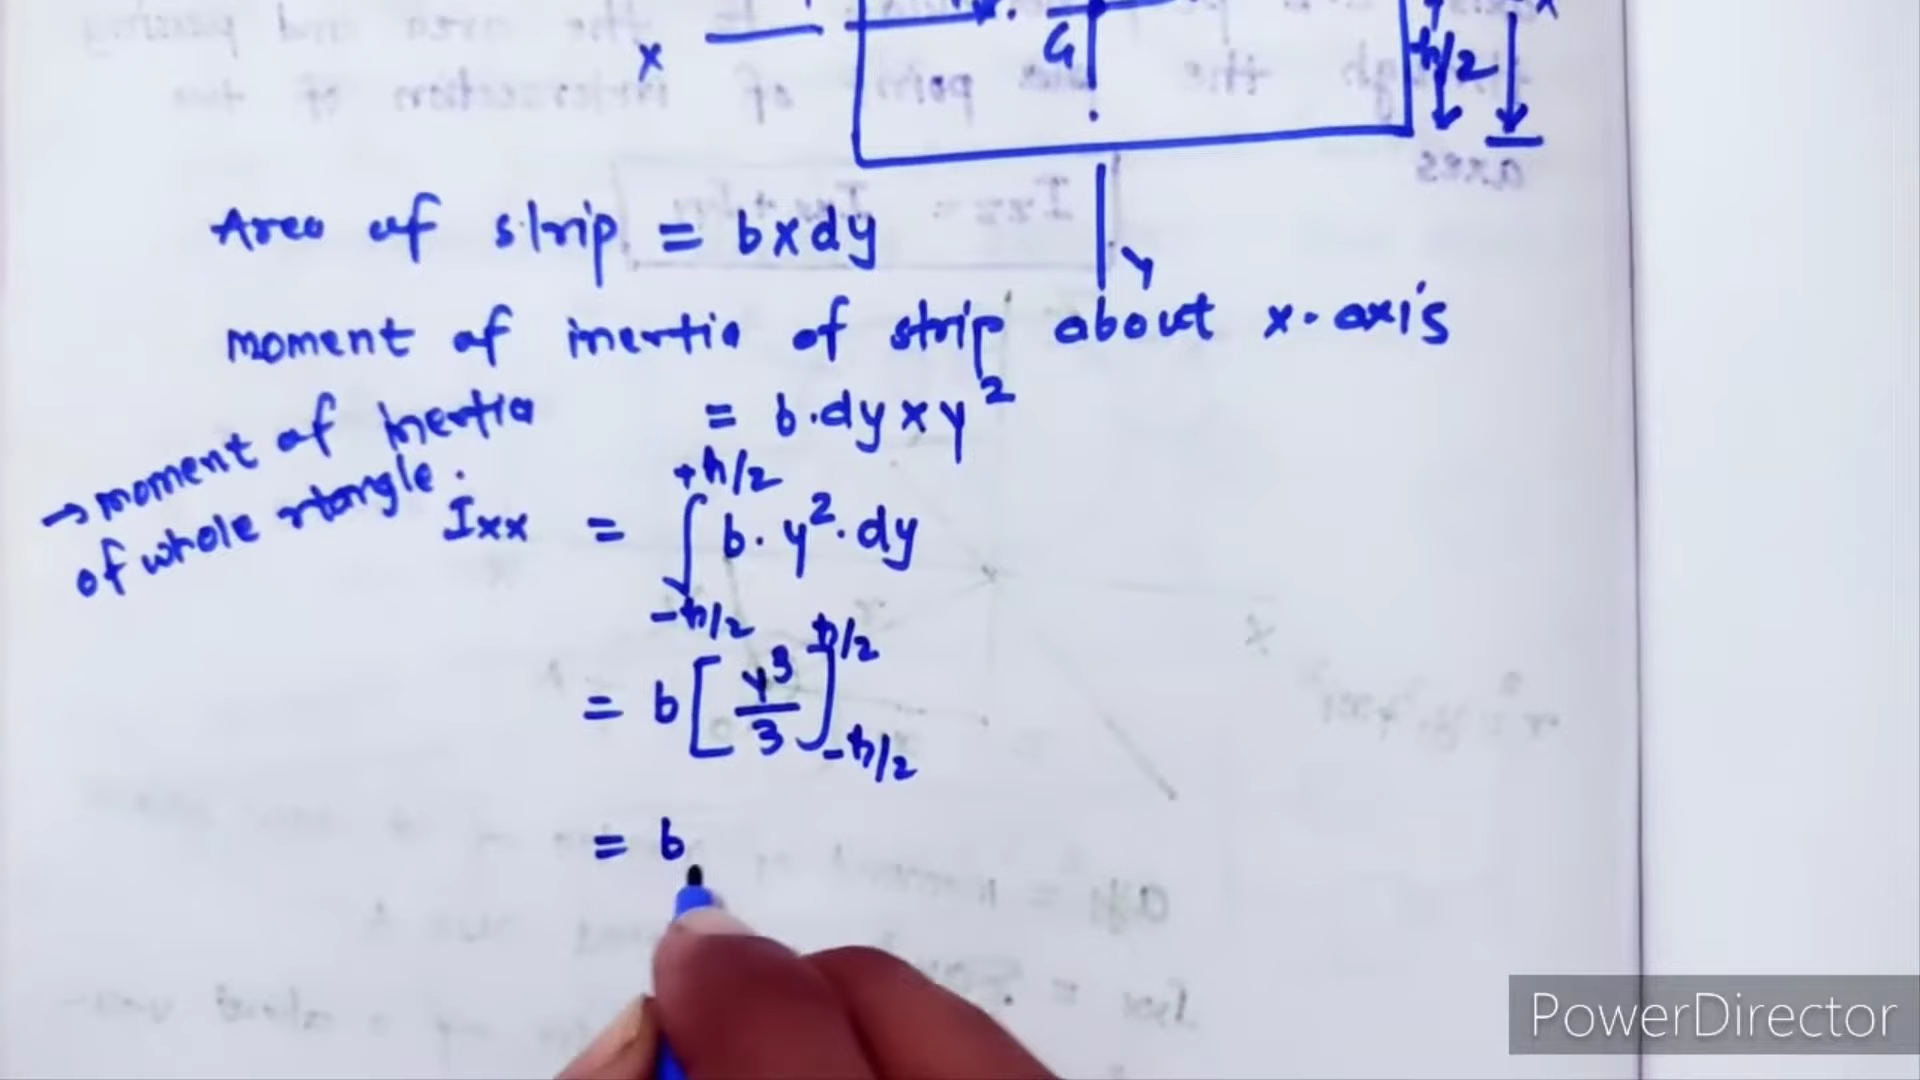 x
G
h/2
x
Area of strip = b×dy
y
moment of inertia of strip about x-axis
= b.dy × y²
→ moment of inertia
of whole rtangle.
Ixx = ∫ b. y². dy
+h/2
-h/2
= b[y³/3]
h/2
-h/2
= b
PowerDirector